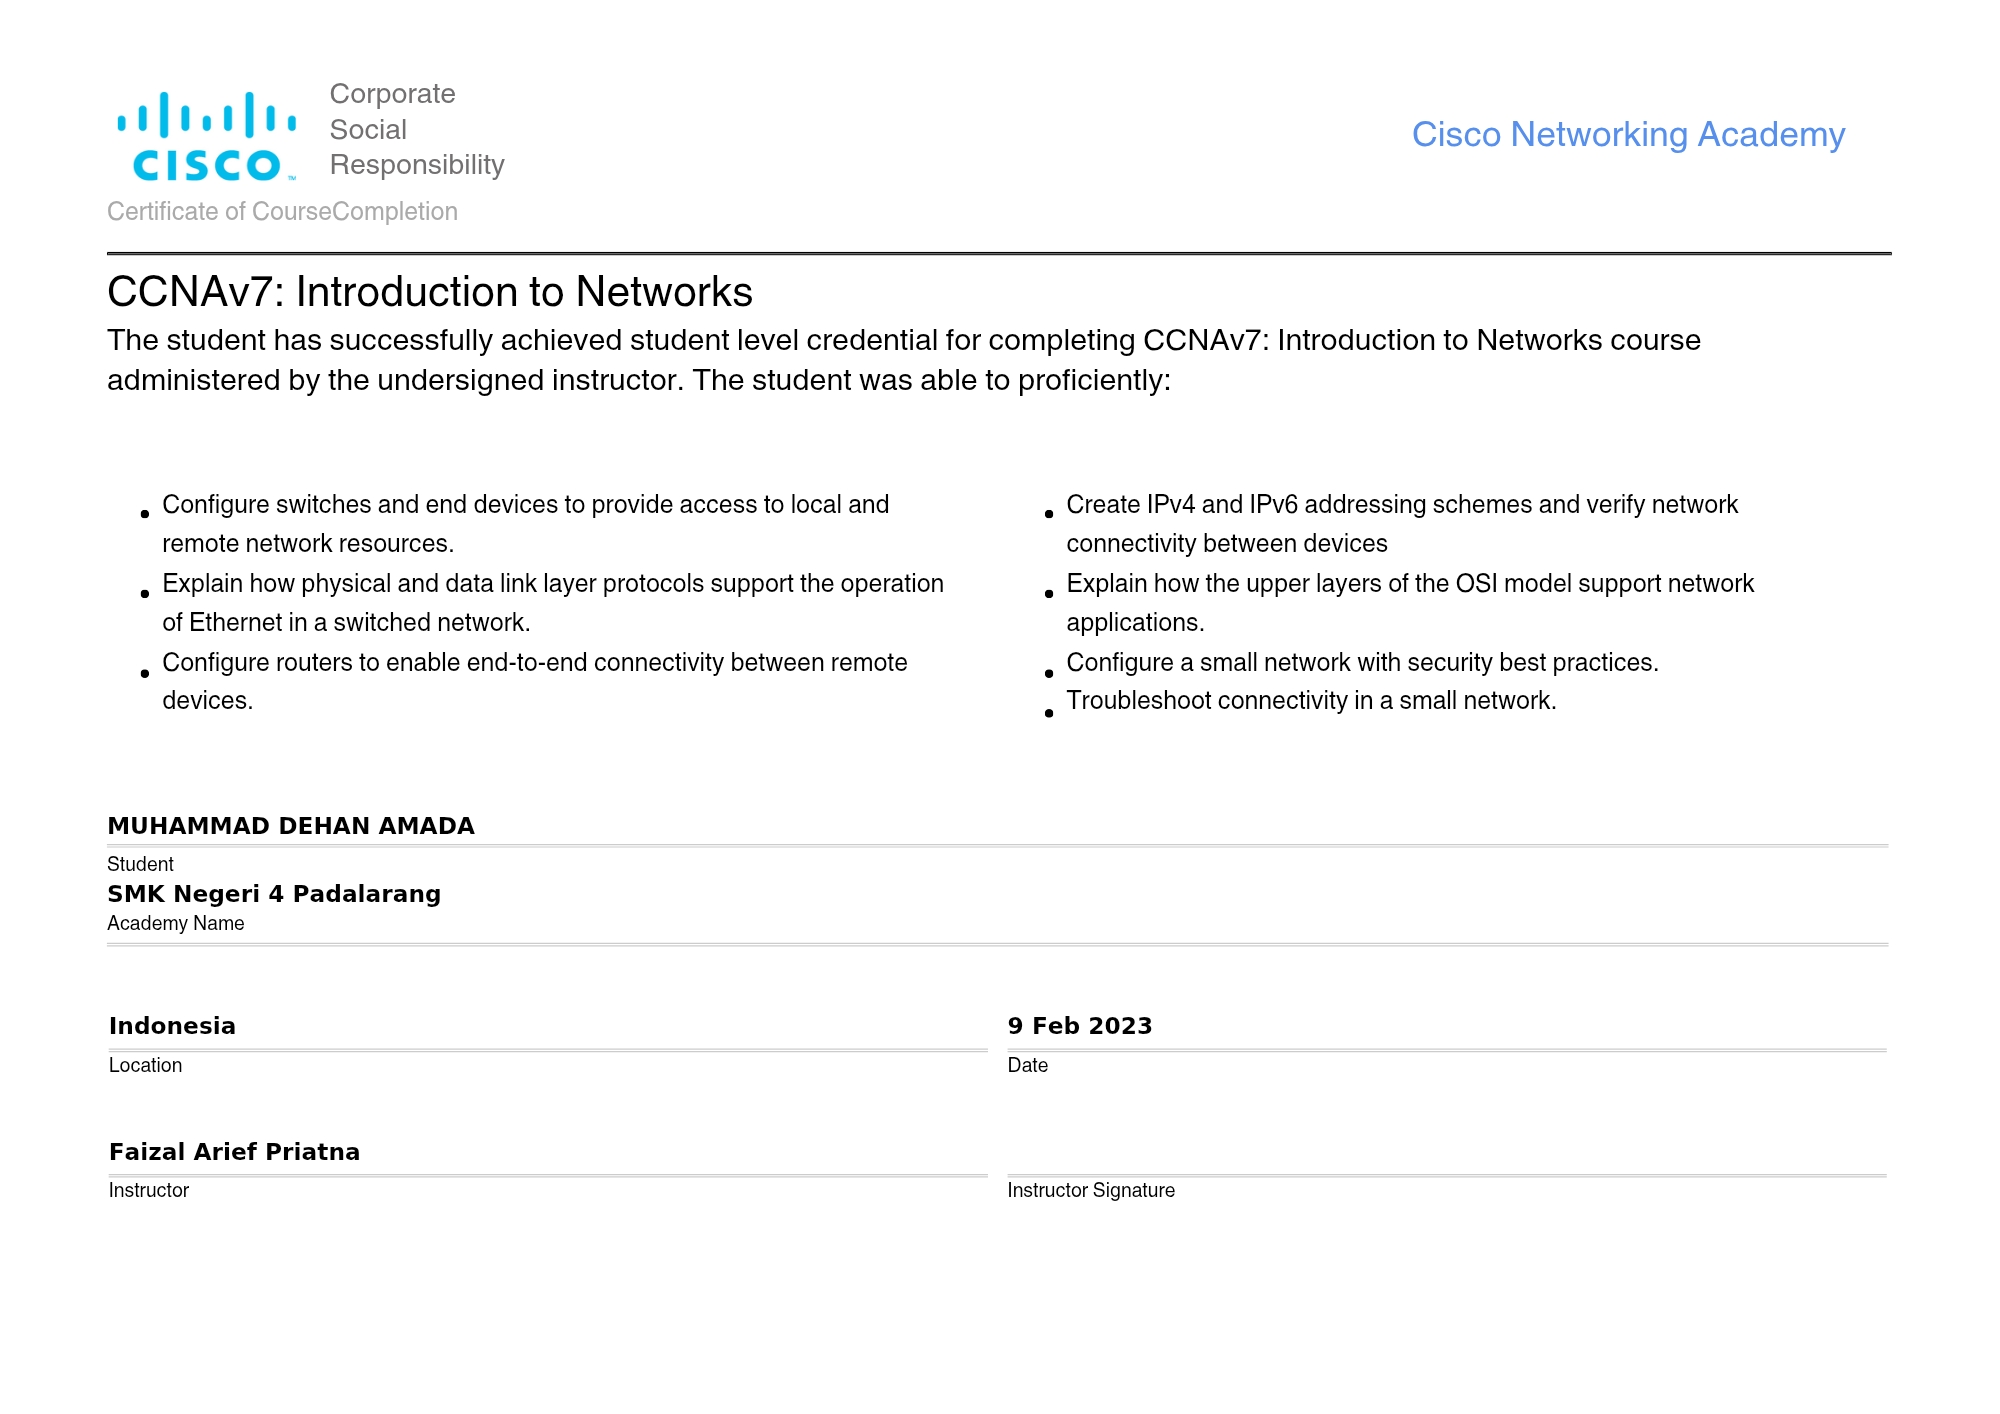 CISCO™
Corporate
Social
Responsibility
Cisco Networking Academy
Certificate of CourseCompletion
CCNAv7: Introduction to Networks
The student has successfully achieved student level credential for completing CCNAv7: Introduction to Networks course
administered by the undersigned instructor. The student was able to proficiently:
• Configure switches and end devices to provide access to local and
remote network resources.
• Explain how physical and data link layer protocols support the operation
of Ethernet in a switched network.
• Configure routers to enable end-to-end connectivity between remote
devices.
• Create IPv4 and IPv6 addressing schemes and verify network
connectivity between devices
• Explain how the upper layers of the OSI model support network
applications.
• Configure a small network with security best practices.
• Troubleshoot connectivity in a small network.
MUHAMMAD DEHAN AMADA
Student
SMK Negeri 4 Padalarang
Academy Name
Indonesia
Location
9 Feb 2023
Date
Faizal Arief Priatna
Instructor
Instructor Signature